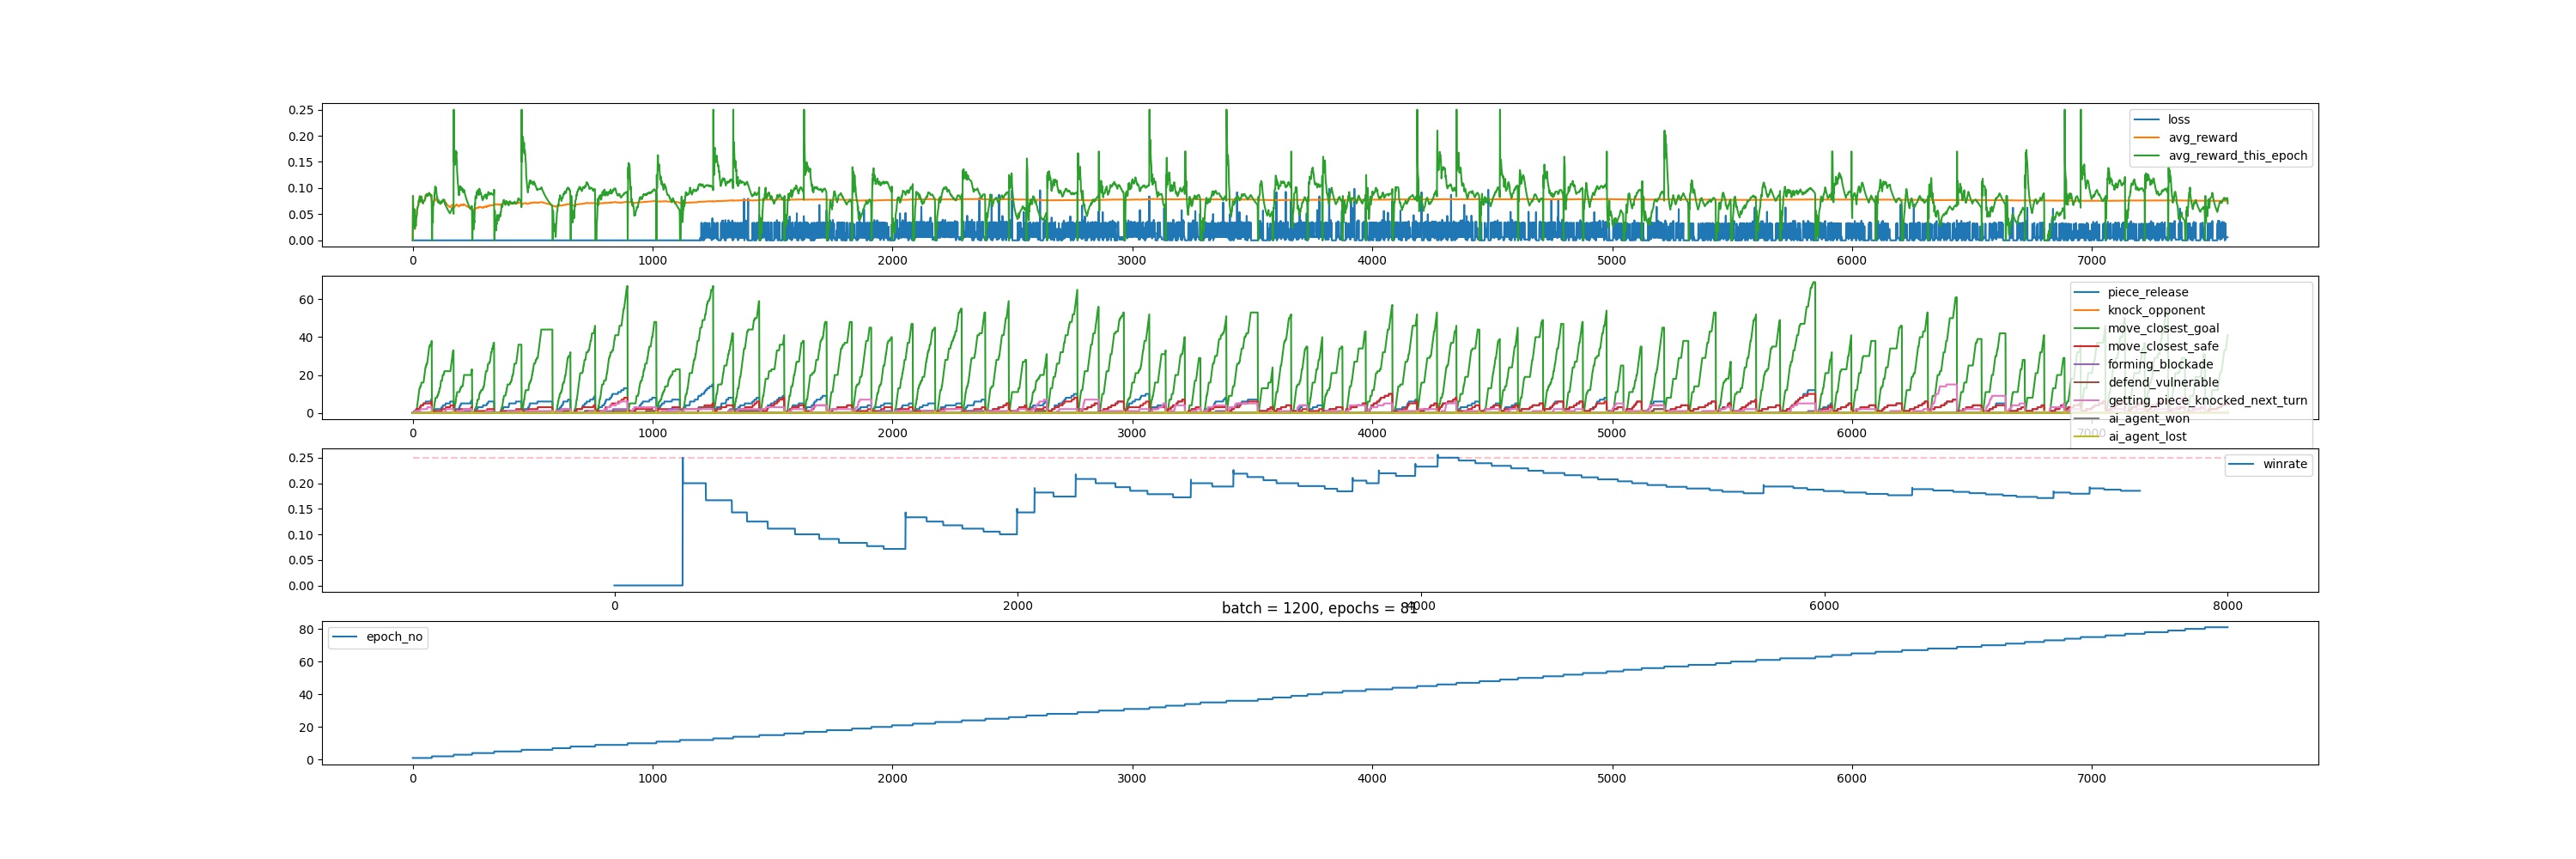 0.25
0.20
0.15
0.10
0.05
0.00
loss
avg_reward
avg_reward_this_epoch
0 1000 2000 3000 4000 5000 6000 7000
60
40
20
0
piece_release
knock_opponent
move_closest_goal
move_closest_safe
forming_blockade
defend_vulnerable
getting_piece_knocked_next_turn
ai_agent_won
ai_agent_lost
0 1000 2000 3000 4000 5000 6000 7000
0.25
0.20
0.15
0.10
0.05
0.00
winrate
0 2000 4000 6000 8000
batch = 1200, epochs = 81
80
60
40
20
0
epoch_no
0 1000 2000 3000 4000 5000 6000 7000